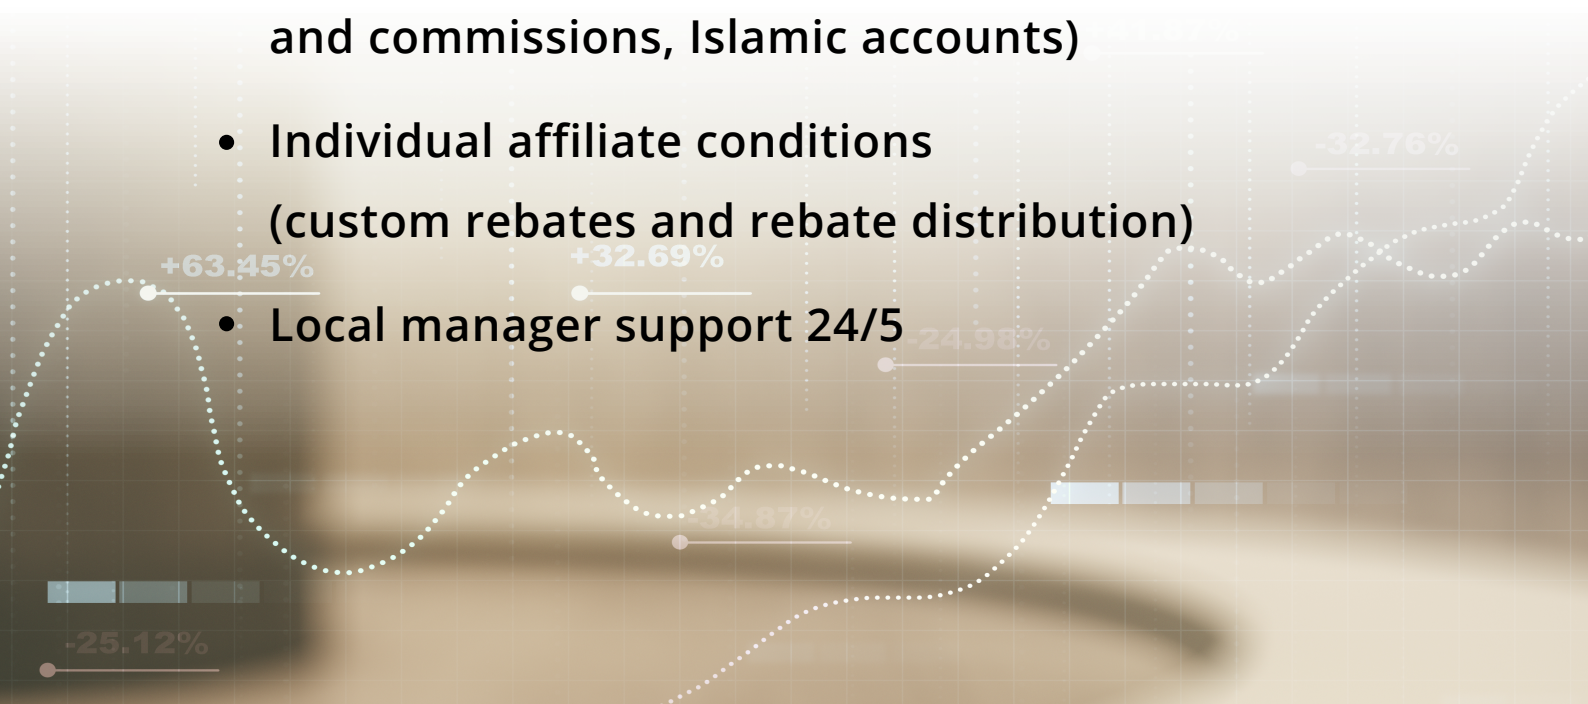 and commissions, Islamic accounts)
-32.76%
• Individual affiliate conditions
(custom rebates and rebate distribution)
+63.45%
+32.69%
• Local manager support 24/5
-24.98%
-34.87%
-25.12%